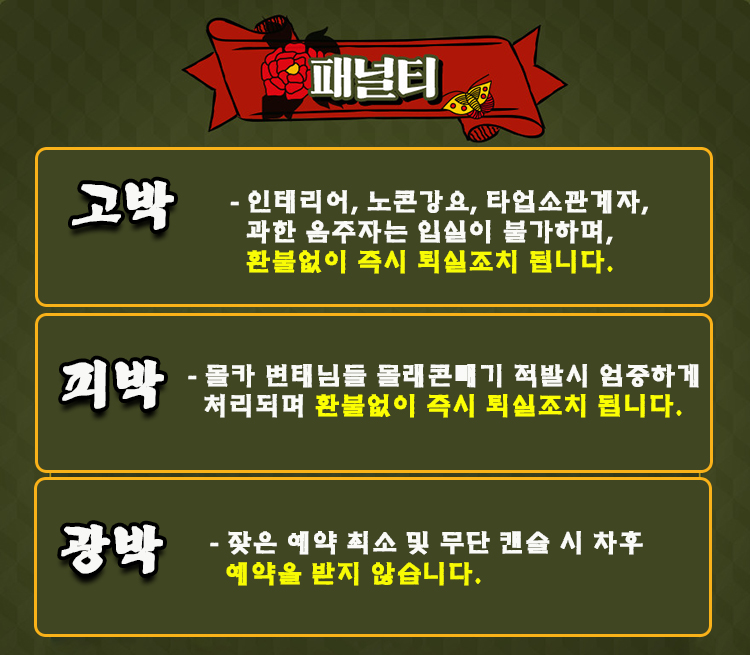 패널티
고박
- 인테리어, 노콘강요, 타업소관계자,
과한 음주자는 입실이 불가하며,
환불없이 즉시 퇴실조치 됩니다.
피박
- 몰카 변태님들 몰래콘빼기 적발시 엄중하게
처리되며 환불없이 즉시 퇴실조치 됩니다.
광박
- 잦은 예약 최소 및 무단 캔슬 시 차후
예약을 받지 않습니다.